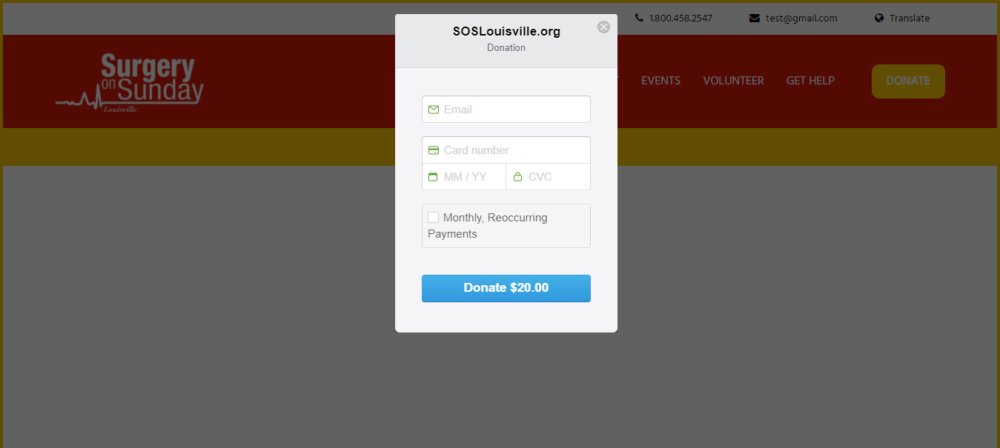 1.800.458.2547 test@gmail.com Translate
SOSLouisville.org
Donation
Surgery
on Sunday
Louisville
EVENTS VOLUNTEER GET HELP DONATE
Email
Card number
MM / YY CVC
Monthly, Reoccurring
Payments
Donate $20.00